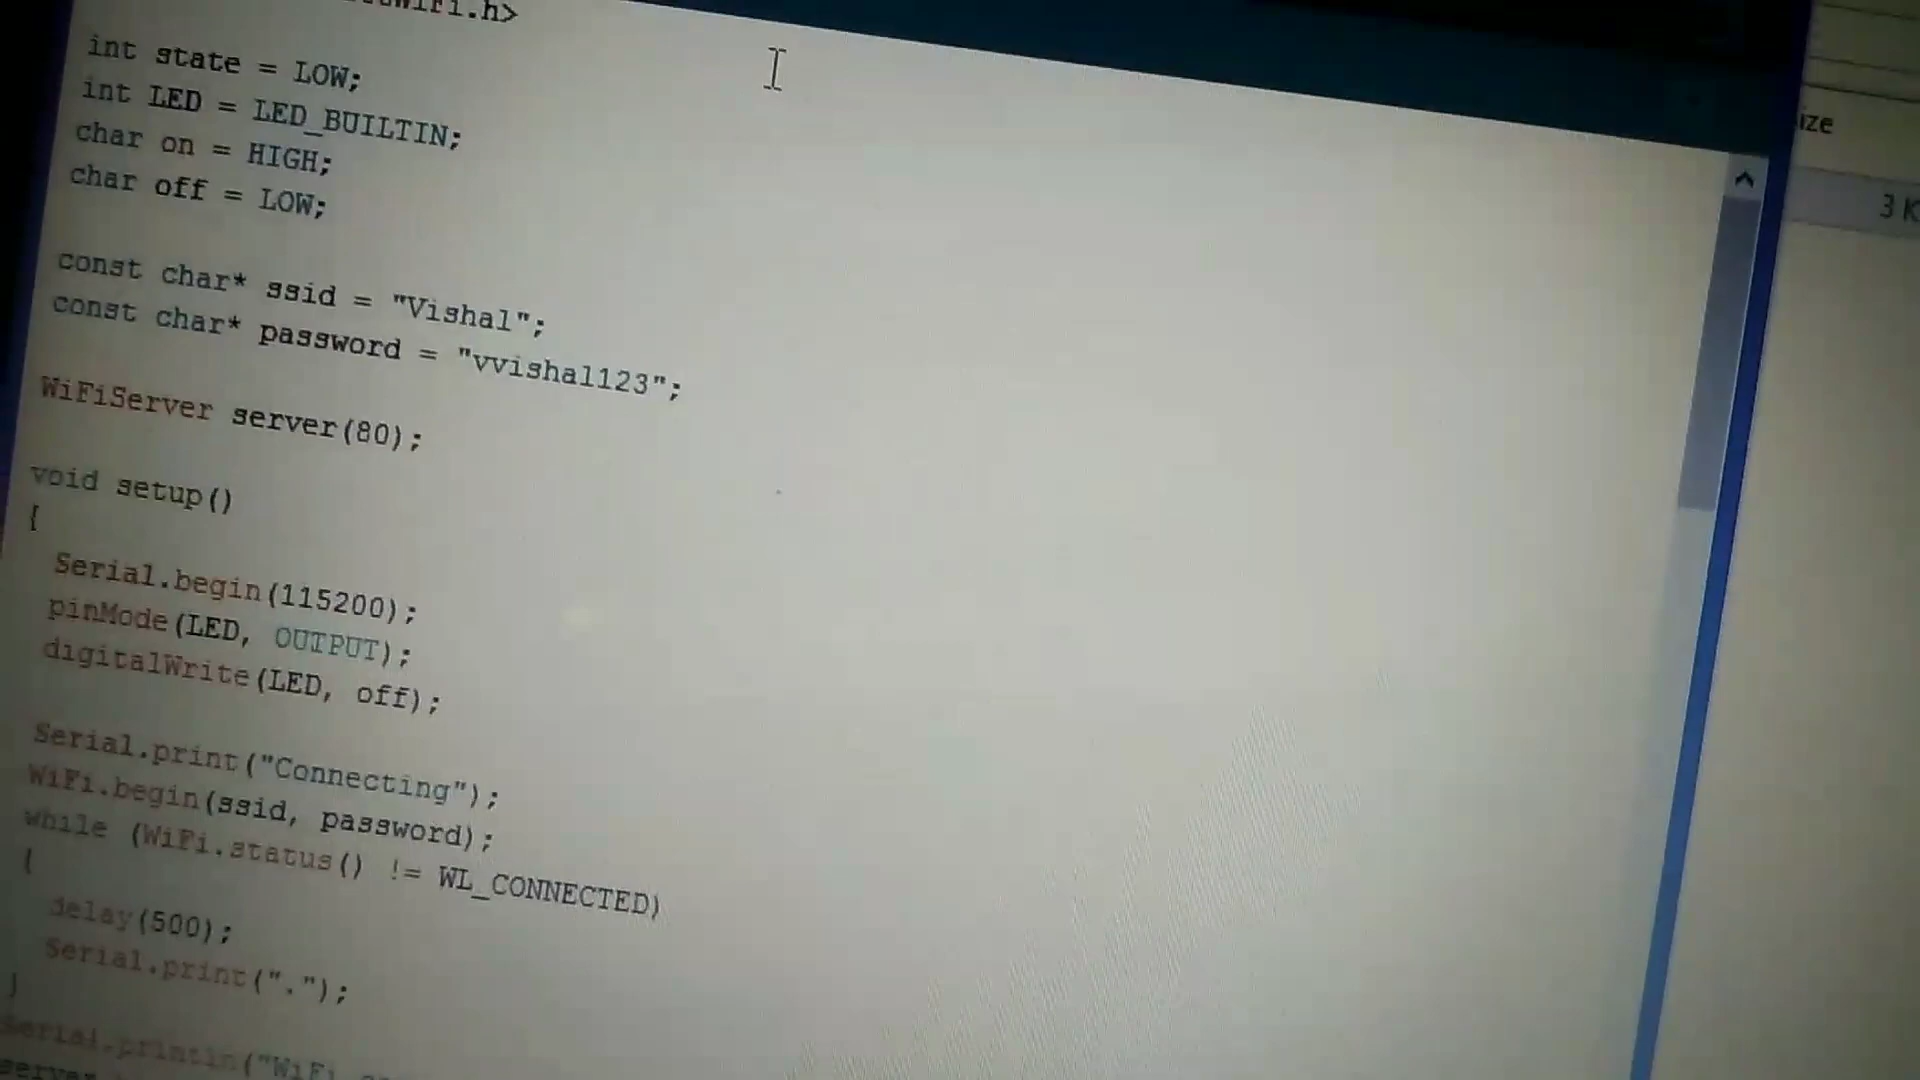 int state = LOW;
int LED = LED_BUILTIN;
char on = HIGH;
char off = LOW;
const char* ssid = "Vishal";
const char* password = "vvishal123";
WiFiServer server(80);
void setup()
{
Serial.begin(115200);
pinMode(LED, OUTPUT);
digitalWrite(LED, off);
Serial.print("Connecting");
WiFi.begin(ssid, password);
while (WiFi.status() != WL_CONNECTED)
{
delay(500);
Serial.print(".");
}
Serial.println("WiFi
server
3 K